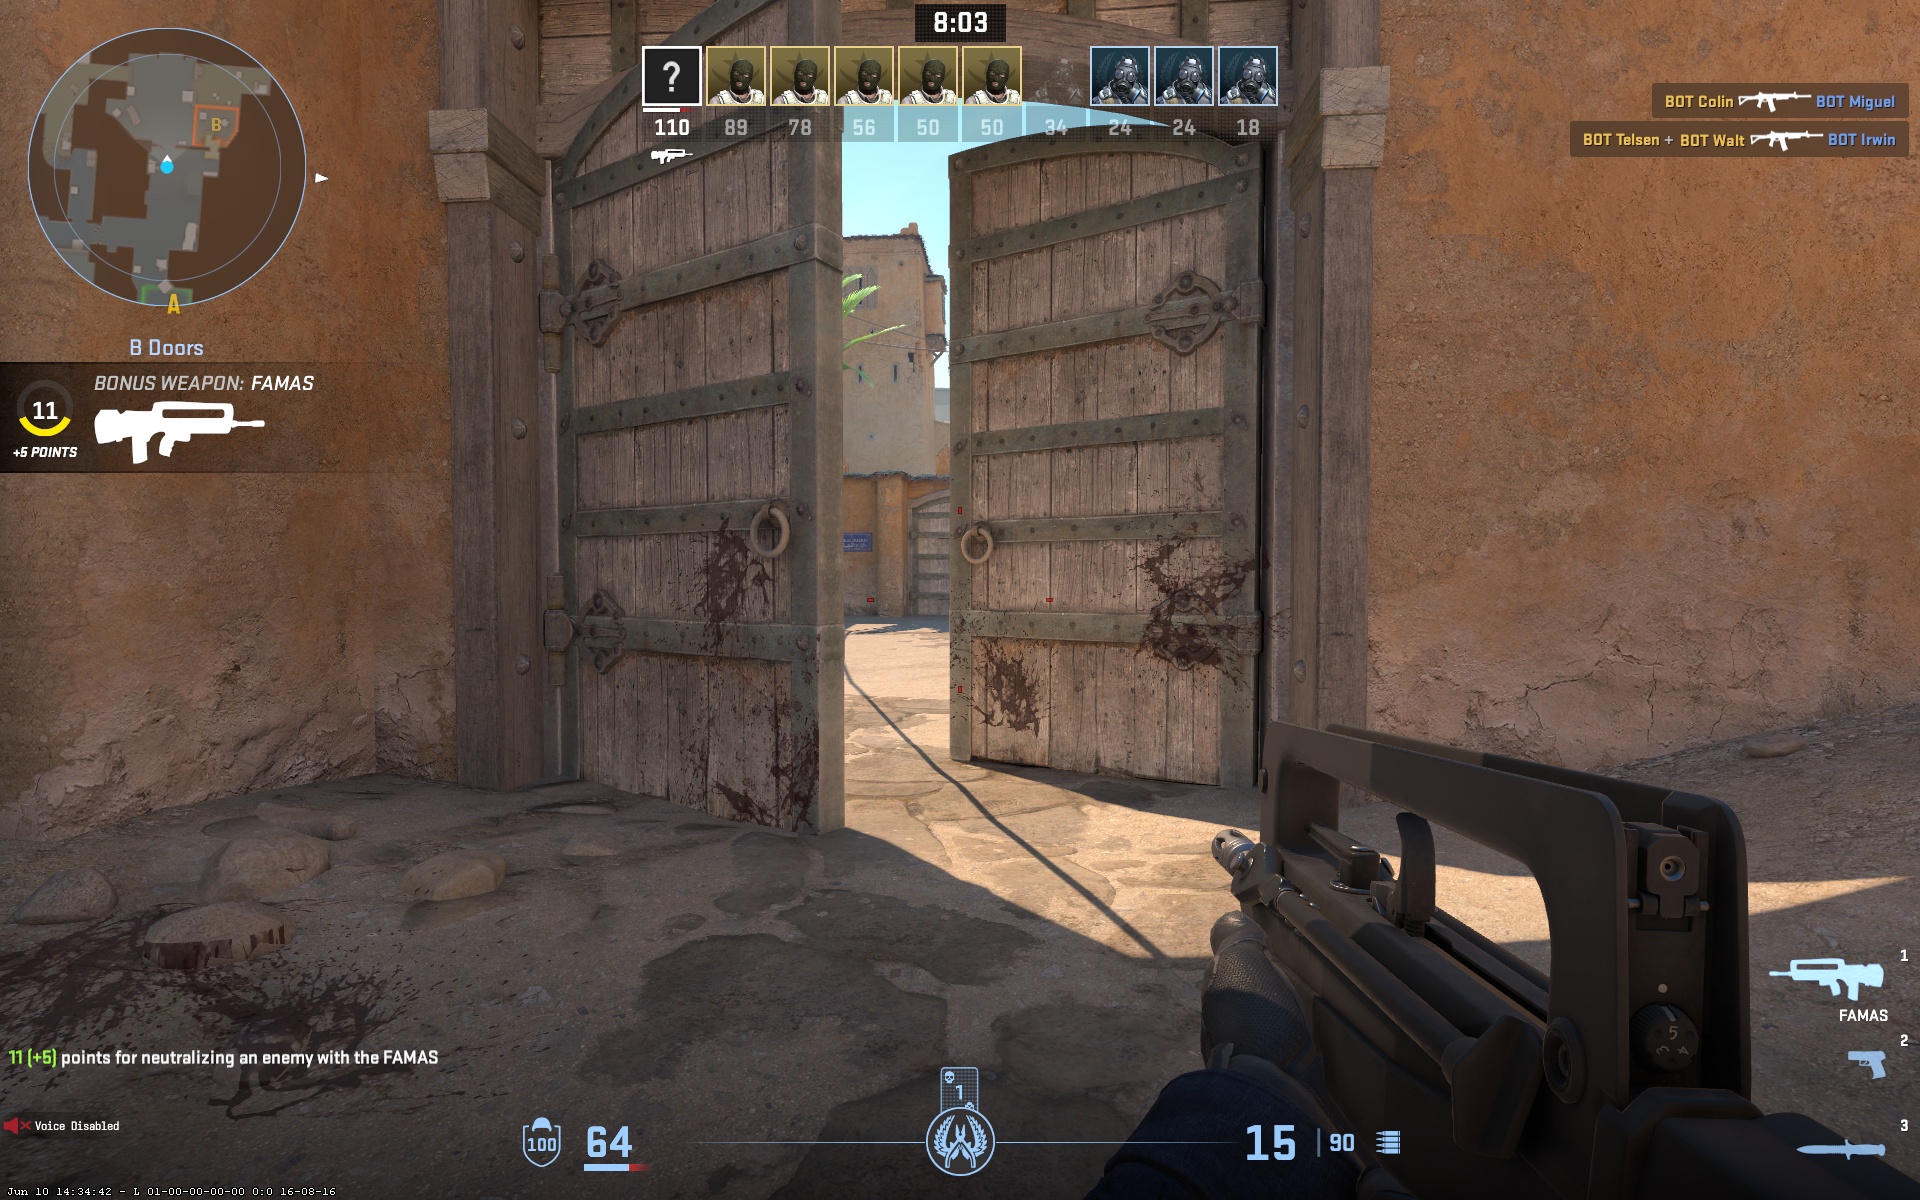 8:03
?
110 89 78 56 50 50 34 24 24 18
BOT Colin BOT Miguel
BOT Telsen + BOT Walt BOT Irwin
B
A
B Doors
BONUS WEAPON: FAMAS
11
+5 POINTS
11 (+5) points for neutralizing an enemy with the FAMAS
Voice Disabled
100 64
1
15 | 90
1
FAMAS
2
3
5
Jun 10 14:34:42 - L 01-00-00-00-00 0:0 16-08-16